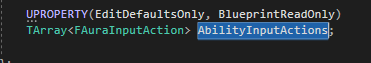 UPROPERTY(EditDefaultsOnly, BlueprintReadOnly)
TArray<FAuraInputAction> AbilityInputActions;
};